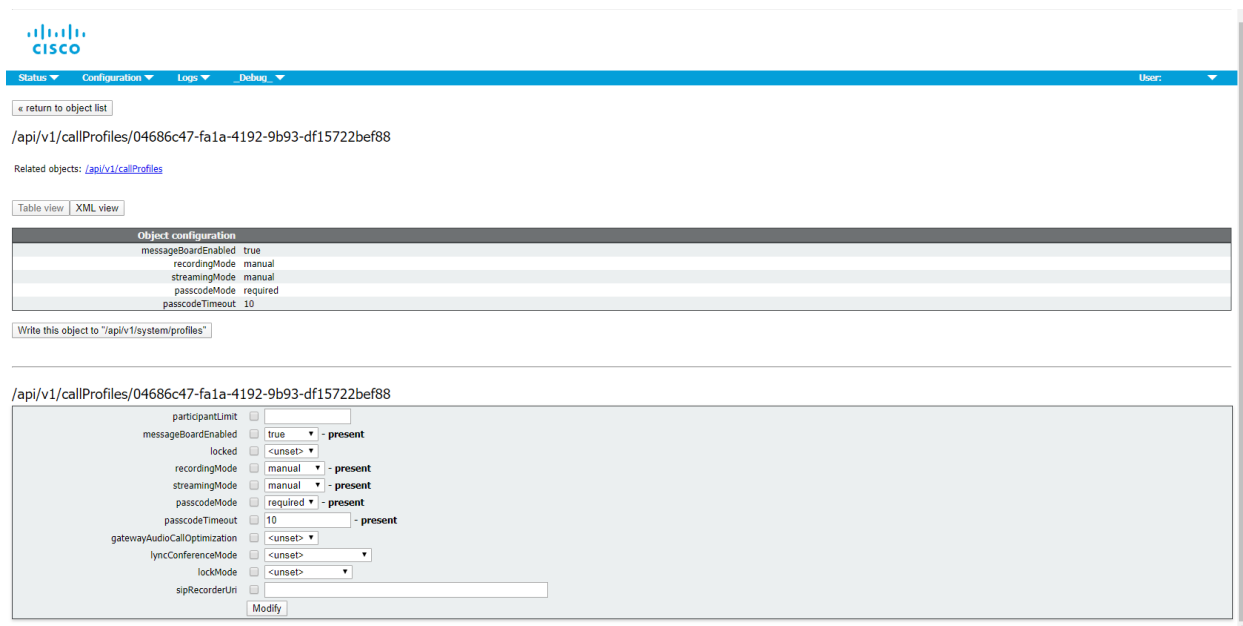 CISCO
Status Configuration Logs _Debug_ User:
« return to object list
/api/v1/callProfiles/04686c47-fa1a-4192-9b93-df15722bef88
Related objects: /api/v1/callProfiles
Table view XML view
Object configuration
messageBoardEnabled true
recordingMode manual
streamingMode manual
passcodeMode required
passcodeTimeout 10
Write this object to "/api/v1/system/profiles"
/api/v1/callProfiles/04686c47-fa1a-4192-9b93-df15722bef88
participantLimit
messageBoardEnabled true - present
locked <unset>
recordingMode manual - present
streamingMode manual - present
passcodeMode required - present
passcodeTimeout 10 - present
gatewayAudioCallOptimization <unset>
lyncConferenceMode <unset>
lockMode <unset>
sipRecorderUri
Modify